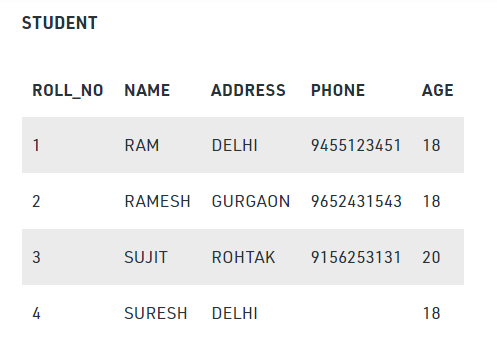 STUDENT
ROLL_NO NAME ADDRESS PHONE AGE
1 RAM DELHI 9455123451 18
2 RAMESH GURGAON 9652431543 18
3 SUJIT ROHTAK 9156253131 20
4 SURESH DELHI 18